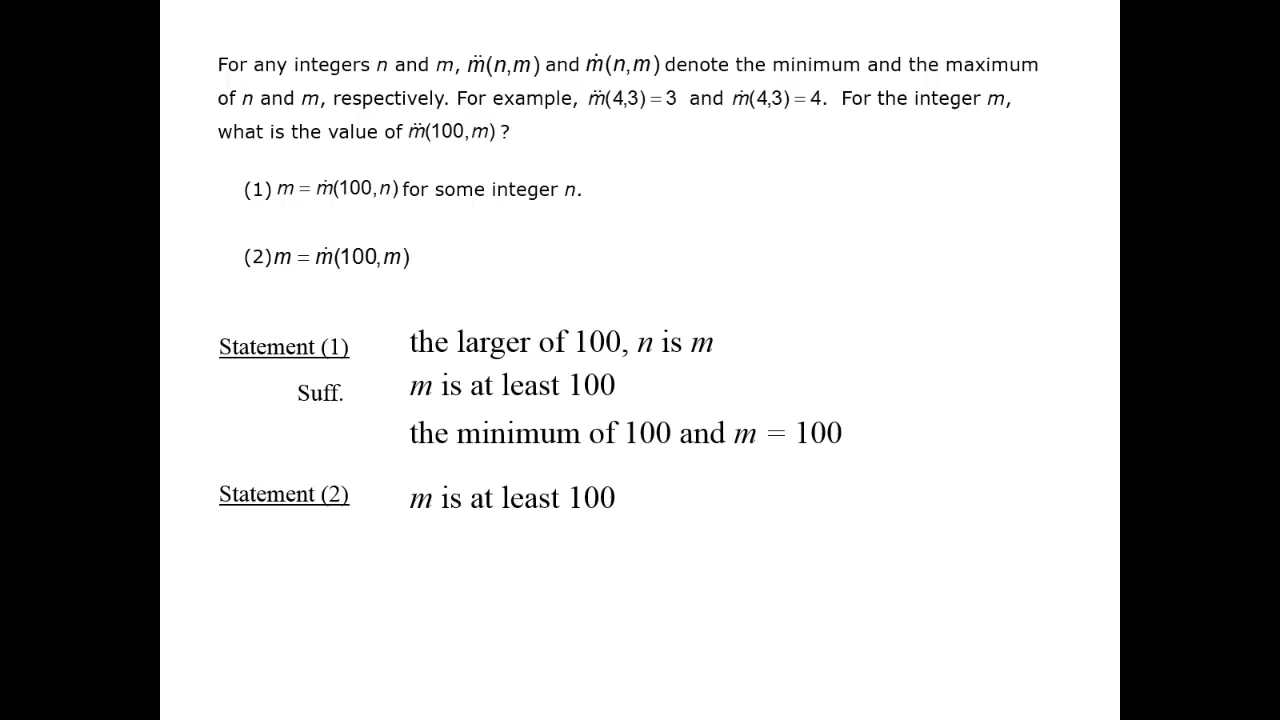 For any integers n and m, m̈(n,m) and ṁ(n,m) denote the minimum and the maximum
of n and m, respectively. For example, m̈(4,3) = 3 and ṁ(4,3) = 4. For the integer m,
what is the value of m̈(100,m) ?
(1) m = ṁ(100,n) for some integer n.
(2) m = ṁ(100,m)
Statement (1) the larger of 100, n is m
Suff. m is at least 100
the minimum of 100 and m = 100
Statement (2) m is at least 100